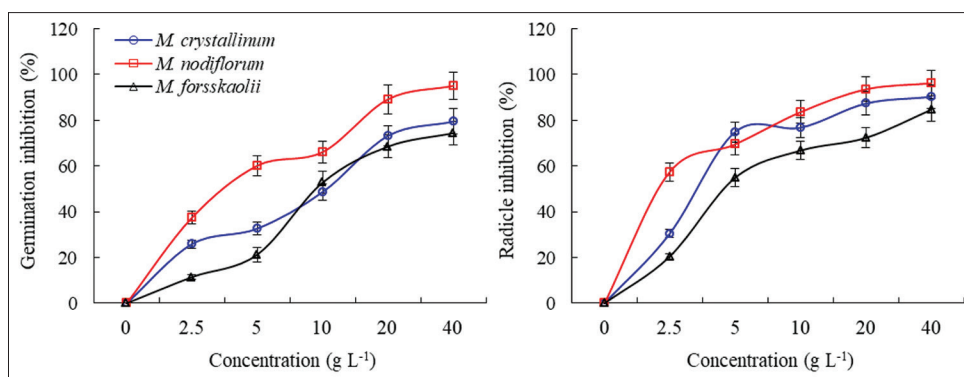 120
100
80
60
40
20
0
Germination inhibition (%)
M. crystallinum
M. nodiflorum
M. forsskaolii
0 2.5 5 10 20 40
Concentration (g L⁻¹)
120
100
80
60
40
20
0
Radicle inhibition (%)
0 2.5 5 10 20 40
Concentration (g L⁻¹)